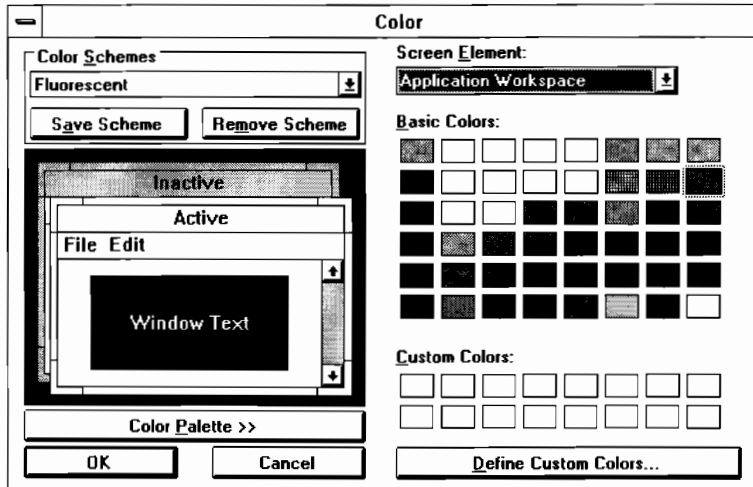 Color
Color Schemes
Fluorescent
Save Scheme
Remove Scheme
Inactive
Active
File Edit
Window Text
Color Palette >>
OK
Cancel
Screen Element:
Application Workspace
Basic Colors:
Custom Colors:
Define Custom Colors...